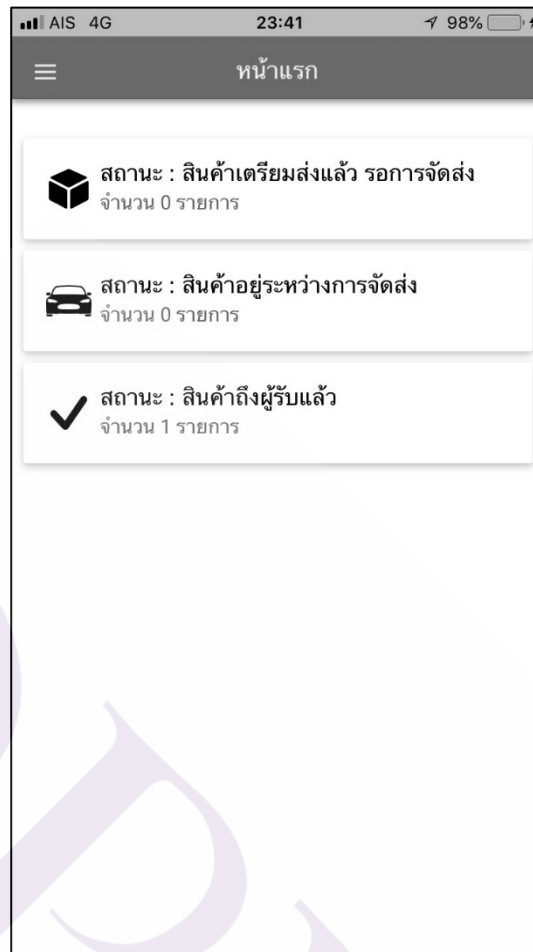 AIS 4G 23:41 98%
หน้าแรก
สถานะ : สินค้าเตรียมส่งแล้ว รอการจัดส่ง
จำนวน 0 รายการ
สถานะ : สินค้าอยู่ระหว่างการจัดส่ง
จำนวน 0 รายการ
สถานะ : สินค้าถึงผู้รับแล้ว
จำนวน 1 รายการ